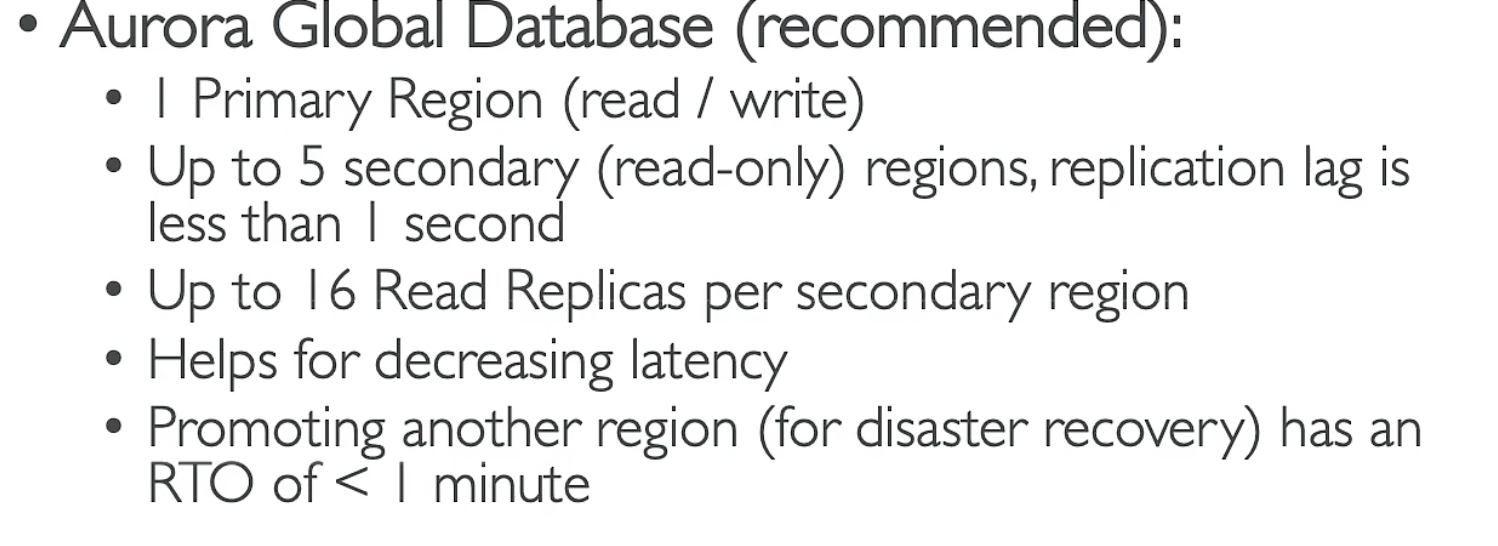 • Aurora Global Database (recommended):
• 1 Primary Region (read / write)
• Up to 5 secondary (read-only) regions, replication lag is
less than 1 second
• Up to 16 Read Replicas per secondary region
• Helps for decreasing latency
• Promoting another region (for disaster recovery) has an
RTO of < 1 minute